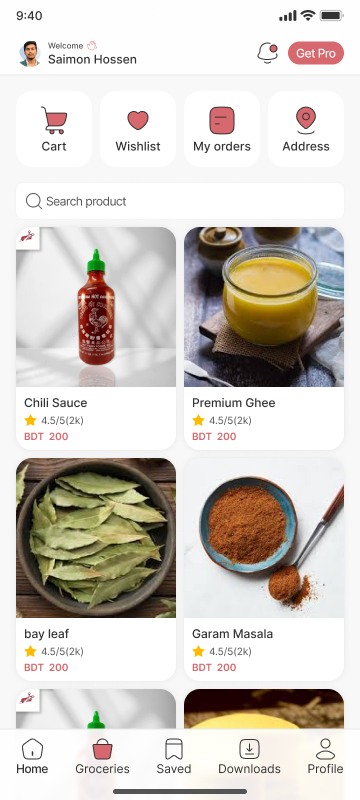 9:40
Welcome
Saimon Hossen
Get Pro
Cart
Wishlist
My orders
Address
Search product
Chili Sauce
4.5/5(2k)
BDT 200
Premium Ghee
4.5/5(2k)
BDT 200
bay leaf
4.5/5(2k)
BDT 200
Garam Masala
4.5/5(2k)
BDT 200
Home
Groceries
Saved
Downloads
Profile